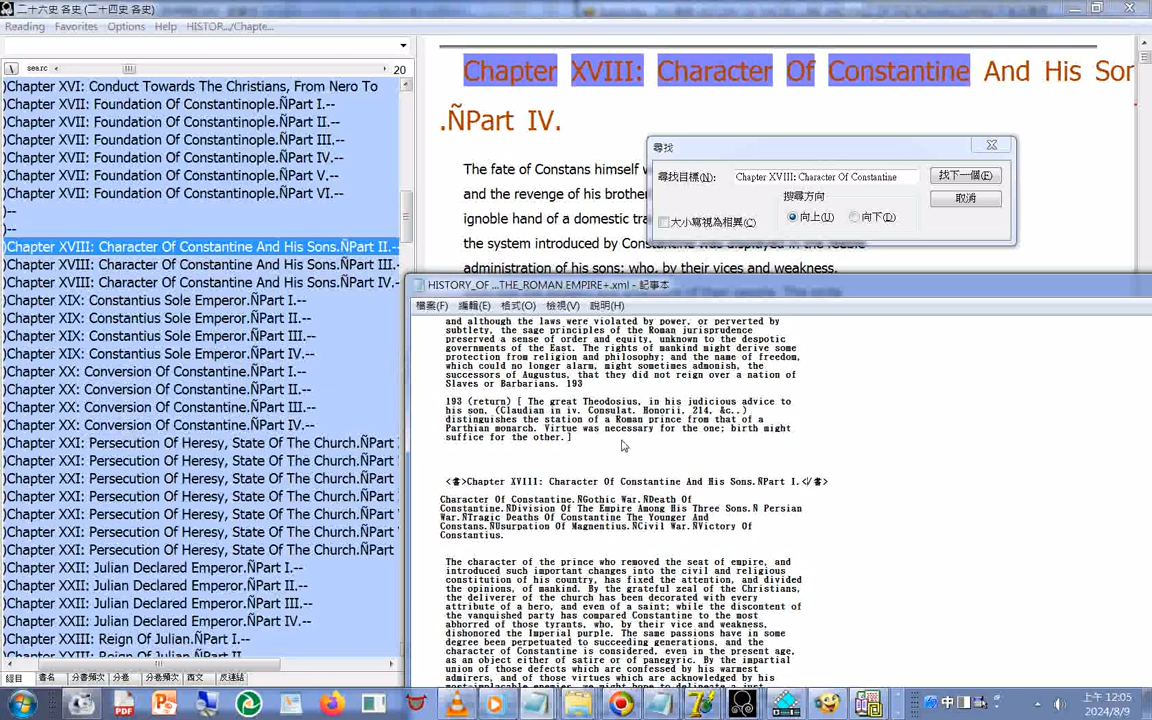 二十六史 各史 (二十四史 各史)
Reading Favorites Options Help HISTOR.../Chapte...
searc
20
)Chapter XVI: Conduct Towards The Christians, From Nero To
)Chapter XVII: Foundation Of Constantinople.ÑPart I.--
)Chapter XVII: Foundation Of Constantinople.ÑPart II.--
)Chapter XVII: Foundation Of Constantinople.ÑPart III.--
)Chapter XVII: Foundation Of Constantinople.ÑPart IV.--
)Chapter XVII: Foundation Of Constantinople.ÑPart V.--
)Chapter XVII: Foundation Of Constantinople.ÑPart VI.--
)--
)--
)Chapter XVIII: Character Of Constantine And His Sons.ÑPart II.--
)Chapter XVIII: Character Of Constantine And His Sons.ÑPart III.--
)Chapter XVIII: Character Of Constantine And His Sons.ÑPart IV.--
)Chapter XIX: Constantius Sole Emperor.ÑPart I.--
)Chapter XIX: Constantius Sole Emperor.ÑPart II.--
)Chapter XIX: Constantius Sole Emperor.ÑPart III.--
)Chapter XIX: Constantius Sole Emperor.ÑPart IV.--
)Chapter XX: Conversion Of Constantine.ÑPart I.--
)Chapter XX: Conversion Of Constantine.ÑPart II.--
)Chapter XX: Conversion Of Constantine.ÑPart III.--
)Chapter XX: Conversion Of Constantine.ÑPart IV.--
)Chapter XXI: Persecution Of Heresy, State Of The Church.ÑPart I
)Chapter XXI: Persecution Of Heresy, State Of The Church.ÑPart
)Chapter XXI: Persecution Of Heresy, State Of The Church.ÑPart
)Chapter XXI: Persecution Of Heresy, State Of The Church.ÑPart
)Chapter XXI: Persecution Of Heresy, State Of The Church.ÑPart
)Chapter XXI: Persecution Of Heresy, State Of The Church.ÑPart
)Chapter XXI: Persecution Of Heresy, State Of The Church.ÑPart
)Chapter XXII: Julian Declared Emperor.ÑPart I.--
)Chapter XXII: Julian Declared Emperor.ÑPart II.--
)Chapter XXII: Julian Declared Emperor.ÑPart III.--
)Chapter XXII: Julian Declared Emperor.ÑPart IV.--
)Chapter XXIII: Reign Of Julian.ÑPart I.--
)Chapter XXIII: Reign Of Julian.ÑPart II.
經目 書名 分書頻次 分卷 分卷頻次 西文 反連結
Chapter XVIII: Character Of Constantine And His Sor
.ÑPart IV.
The fate of Constans himself
and the revenge of his brother
ignoble hand of a domestic tra
the system introduced by Constantine was displayed in the feeble
administration of his sons; who, by their vices and weakness,
尋找
尋找目標(N): Chapter XVIII: Character Of Constantine
找下一個(F)
搜尋方向
取消
大小寫視為相異(C)
向上(U) 向下(D)
HISTORY_OF ...THE_ROMAN EMPIRE+.xml - 記事本
檔案(F) 編輯(E) 格式(O) 檢視(V) 說明(H)
and although the laws were violated by power, or perverted by
subtlety, the sage principles of the Roman jurisprudence
preserved a sense of order and equity, unknown to the despotic
governments of the East. The rights of mankind might derive some
protection from religion and philosophy; and the name of freedom,
which could no longer alarm, might sometimes admonish, the
successors of Augustus, that they did not reign over a nation of
Slaves or Barbarians. 193
193 (return) [ The great Theodosius, in his judicious advice to
his son, (Claudian in iv. Consulat. Honorii, 214, &c.,)
distinguishes the station of a Roman prince from that of a
Parthian monarch. Virtue was necessary for the one; birth might
suffice for the other.]
<書>Chapter XVIII: Character Of Constantine And His Sons.ÑPart I.</書>
Character Of Constantine.ÑGothic War.ÑDeath Of
Constantine.ÑDivision Of The Empire Among His Three Sons.Ñ Persian
War.ÑTragic Deaths Of Constantine The Younger And
Constans.ÑUsurpation Of Magnentius.ÑCivil War.ÑVictory Of
Constantius.
The character of the prince who removed the seat of empire, and
introduced such important changes into the civil and religious
constitution of his country, has fixed the attention, and divided
the opinions, of mankind. By the grateful zeal of the Christians,
the deliverer of the church has been decorated with every
attribute of a hero, and even of a saint; while the discontent of
the vanquished party has compared Constantine to the most
abhorred of those tyrants, who, by their vice and weakness,
dishonored the Imperial purple. The same passions have in some
degree been perpetuated to succeeding generations, and the
character of Constantine is considered, even in the present age,
as an object either of satire or of panegyric. By the impartial
union of those defects which are confessed by his warmest
admirers, and of those virtues which are acknowledged by his
PDF
中
上午 12:05
2024/8/9